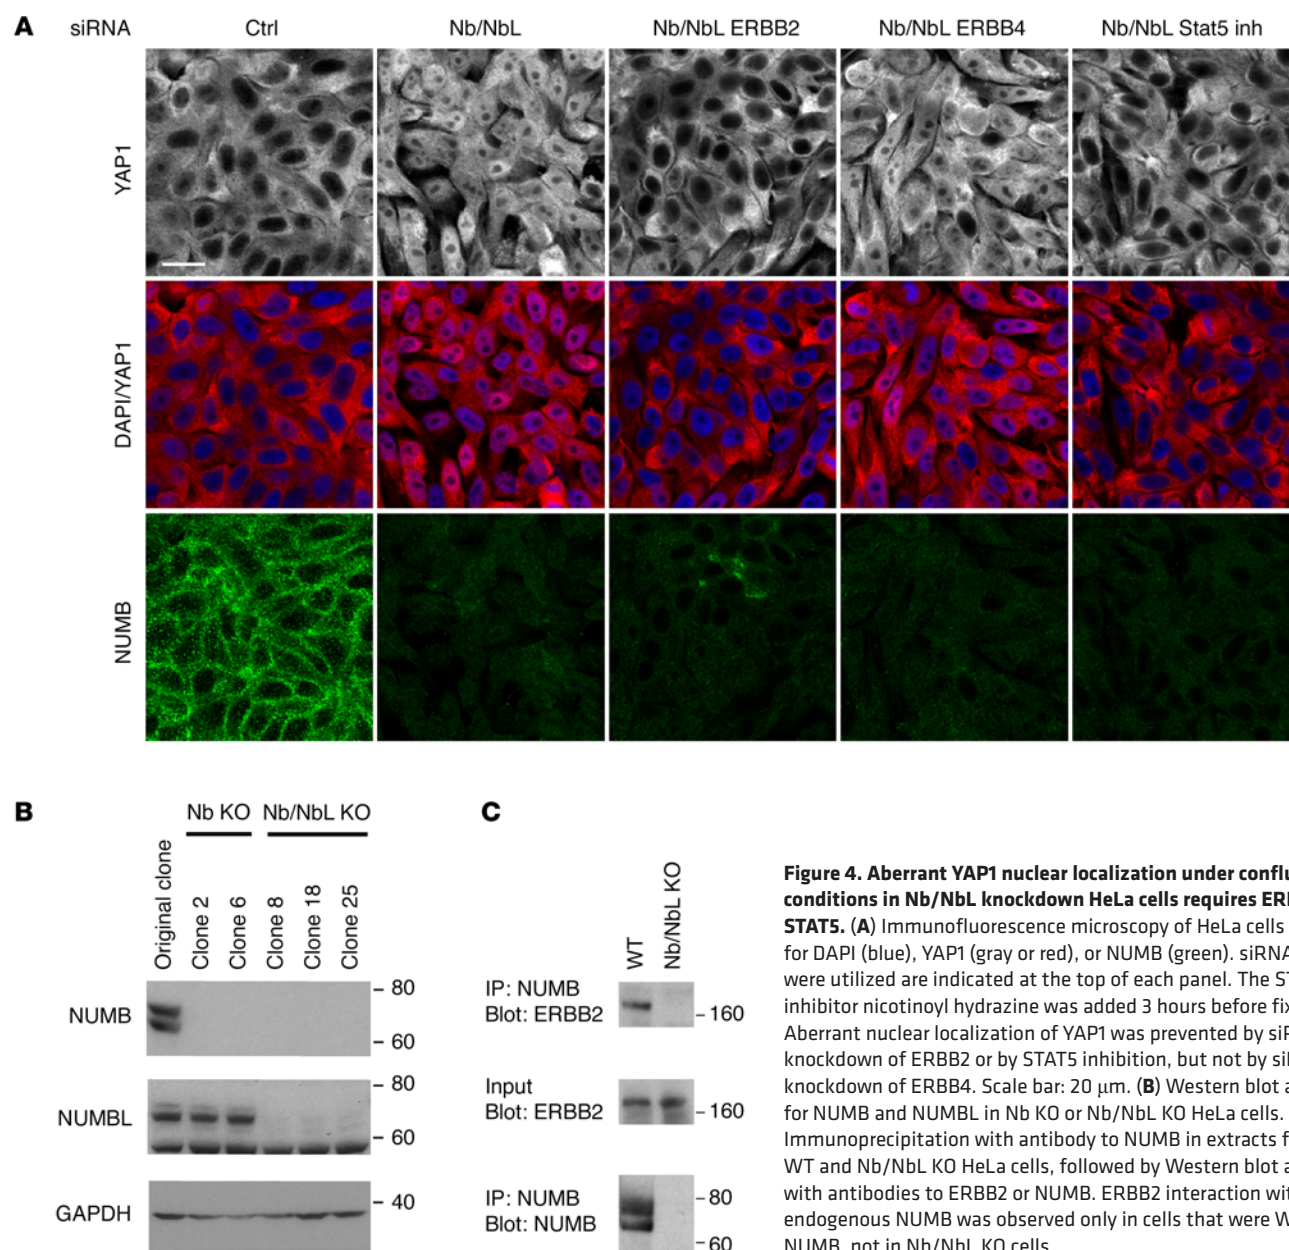 A siRNA Ctrl Nb/NbL Nb/NbL ERBB2 Nb/NbL ERBB4 Nb/NbL Stat5 inh
YAP1
DAPI/YAP1
NUMB
B
Nb KO Nb/NbL KO
Original clone
Clone 2
Clone 6
Clone 8
Clone 18
Clone 25
NUMB
80
60
NUMBL
80
60
GAPDH
40
C
WT
Nb/NbL KO
IP: NUMB
Blot: ERBB2
160
Input
Blot: ERBB2
160
IP: NUMB
Blot: NUMB
80
60
Figure 4. Aberrant YAP1 nuclear localization under
conditions in Nb/NbL knockdown HeLa cells requires
STAT5. (A) Immunofluorescence microscopy of HeLa cells
for DAPI (blue), YAP1 (gray or red), or NUMB (green).
were utilized are indicated at the top of each panel. The
inhibitor nicotinoyl hydrazine was added 3 hours before
Aberrant nuclear localization of YAP1 was prevented by
knockdown of ERBB2 or by STAT5 inhibition, but not by
knockdown of ERBB4. Scale bar: 20 μm. (B) Western blot
for NUMB and NUMBL in Nb KO or Nb/NbL KO HeLa cells.
Immunoprecipitation with antibody to NUMB in extracts
WT and Nb/NbL KO HeLa cells, followed by Western blot
with antibodies to ERBB2 or NUMB. ERBB2 interaction
endogenous NUMB was observed only in cells that were
NUMB, not in Nb/NbL KO cells